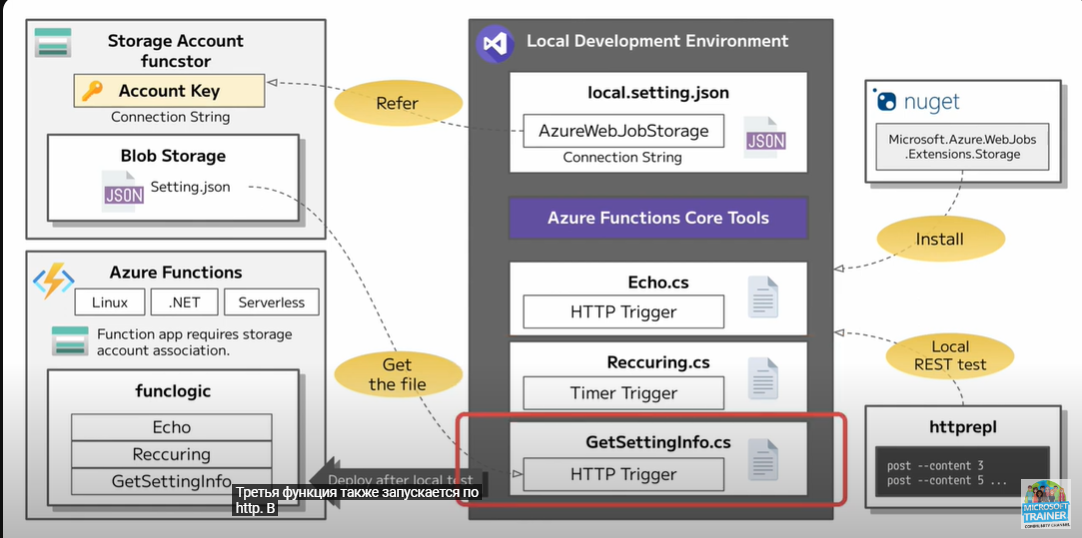 Storage Account
funcstor
Account Key
Connection String
Blob Storage
JSON
Setting.json
Azure Functions
Linux
.NET
Serverless
Function app requires storage
account association.
funclogic
Echo
Reccuring
GetSettingInfo
Refer
Get
the file
Deploy after local test
Третья функция также запускается по
http. В
Local Development Environment
local.setting.json
AzureWebJobStorage
Connection String
JSON
Azure Functions Core Tools
Echo.cs
HTTP Trigger
Reccuring.cs
Timer Trigger
GetSettingInfo.cs
HTTP Trigger
nuget
Microsoft.Azure.WebJobs
.Extensions.Storage
Install
Local
REST test
httprepl
post --content 3
post --content 5 ...
MICROSOFT
TRAINER
COMMUNITY CHANNEL